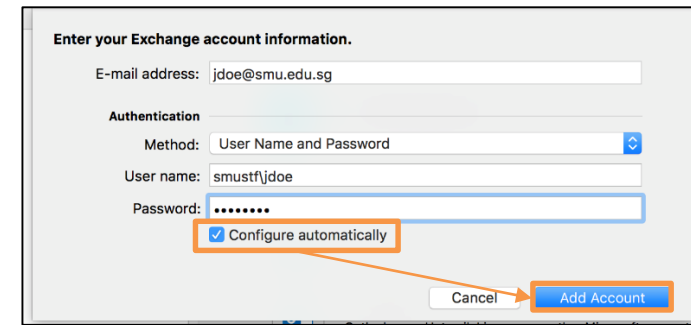 Enter your Exchange account information.
E-mail address: jdoe@smu.edu.sg
Authentication
Method: User Name and Password
User name: smustf\jdoe
Password: ••••••••
Configure automatically
Cancel Add Account